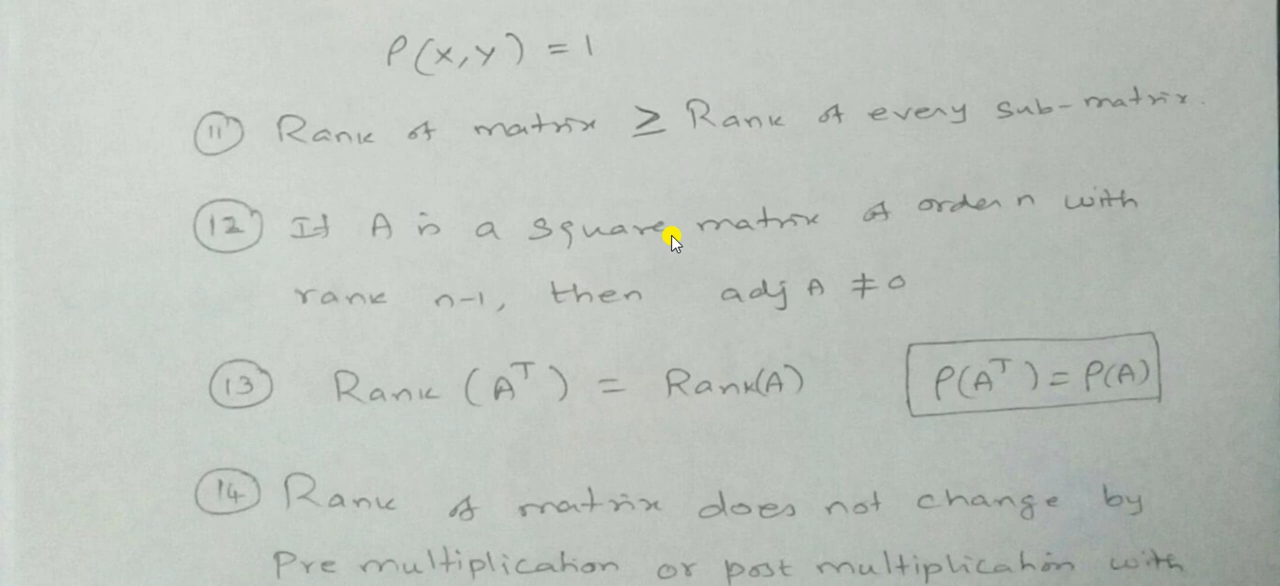 ρ(x,y) = 1
⑪ Rank of matrix ≥ Rank of every sub-matrix.
⑫ If A is a square matrix of order n with
rank n-1, then adj A ≠ 0
⑬ Rank (Aᵀ) = Rank(A) ρ(Aᵀ) = ρ(A)
⑭ Rank of matrix does not change by
Pre multiplication or post multiplication with